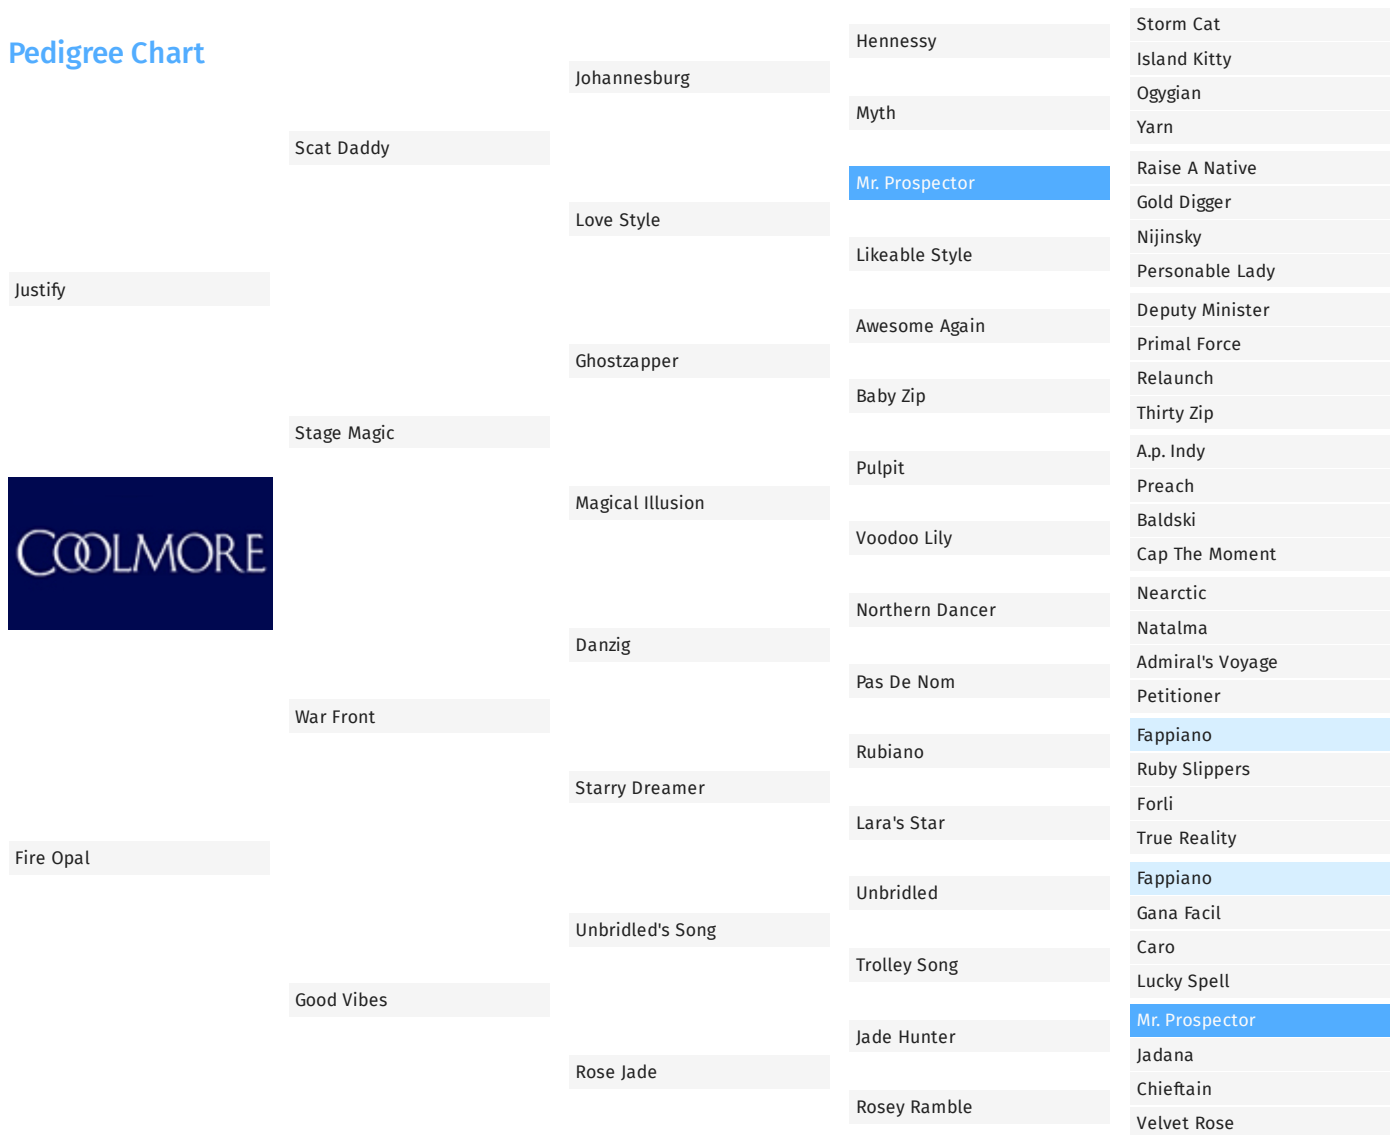 Pedigree Chart
Justify
COOLMORE
Fire Opal
Scat Daddy
Stage Magic
War Front
Good Vibes
Johannesburg
Love Style
Ghostzapper
Magical Illusion
Danzig
Starry Dreamer
Unbridled's Song
Rose Jade
Hennessy
Myth
Mr. Prospector
Likeable Style
Awesome Again
Baby Zip
Pulpit
Voodoo Lily
Northern Dancer
Pas De Nom
Rubiano
Lara's Star
Unbridled
Trolley Song
Jade Hunter
Rosey Ramble
Storm Cat
Island Kitty
Ogygian
Yarn
Raise A Native
Gold Digger
Nijinsky
Personable Lady
Deputy Minister
Primal Force
Relaunch
Thirty Zip
A.p. Indy
Preach
Baldski
Cap The Moment
Nearctic
Natalma
Admiral's Voyage
Petitioner
Fappiano
Ruby Slippers
Forli
True Reality
Fappiano
Gana Facil
Caro
Lucky Spell
Mr. Prospector
Jadana
Chieftain
Velvet Rose